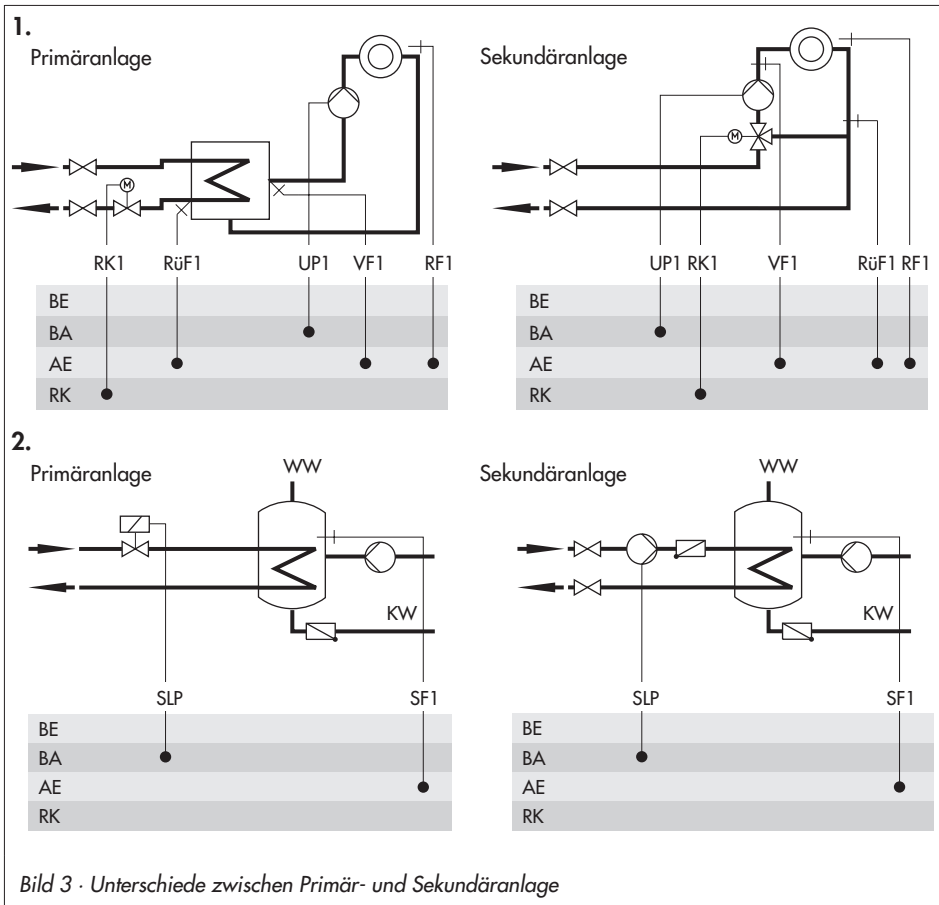 1.
Primäranlage
Sekundäranlage
M
M
RK1 RüF1 UP1 VF1 RF1
UP1 RK1 VF1 RüF1 RF1
BE
BA
AE
RK
BE
BA
AE
RK
2.
Primäranlage
WW
KW
Sekundäranlage
WW
KW
SLP SF1
SLP SF1
BE
BA
AE
RK
BE
BA
AE
RK
Bild 3 · Unterschiede zwischen Primär- und Sekundäranlage